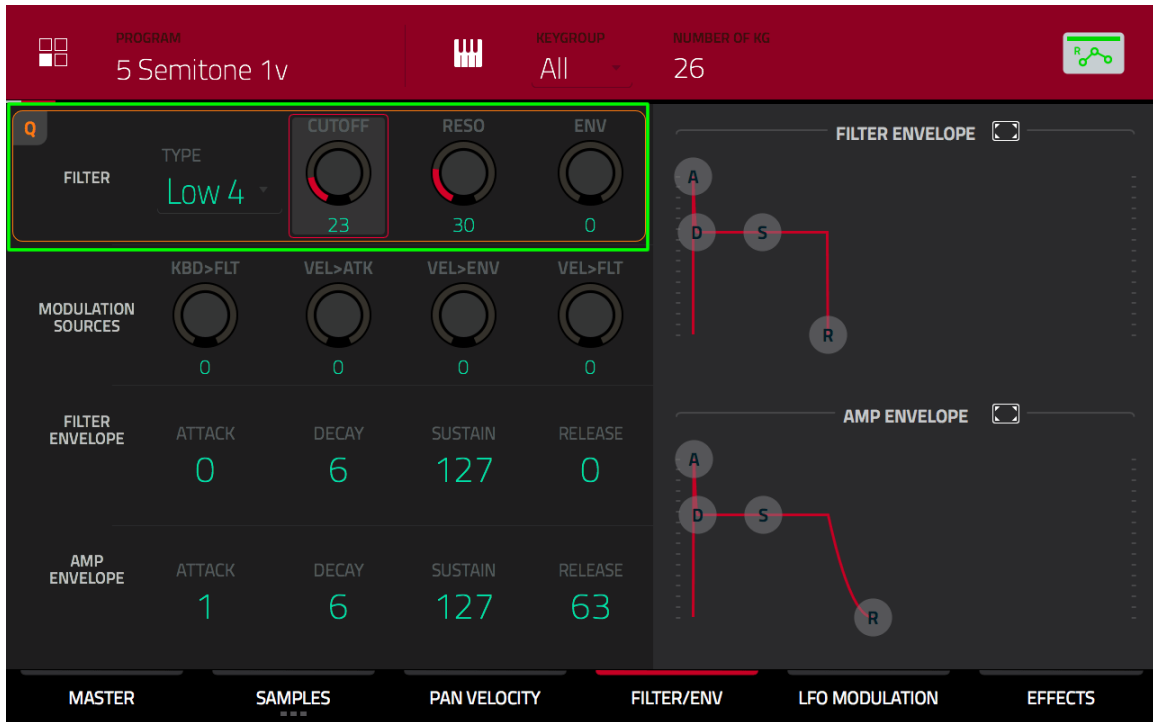 PROGRAM KEYGROUP NUMBER OF KG
5 Semitone 1v All 26 R
Q CUTOFF RESO ENV
TYPE
FILTER Low 4
23 30 0
KBD>FLT VEL>ATK VEL>ENV VEL>FLT
MODULATION
SOURCES
0 0 0 0
FILTER
ENVELOPE
ATTACK DECAY SUSTAIN RELEASE
0 6 127 0
AMP
ENVELOPE
ATTACK DECAY SUSTAIN RELEASE
1 6 127 63
FILTER ENVELOPE
A
D S
R
AMP ENVELOPE
A
D S
R
MASTER SAMPLES PAN VELOCITY FILTER/ENV LFO MODULATION EFFECTS